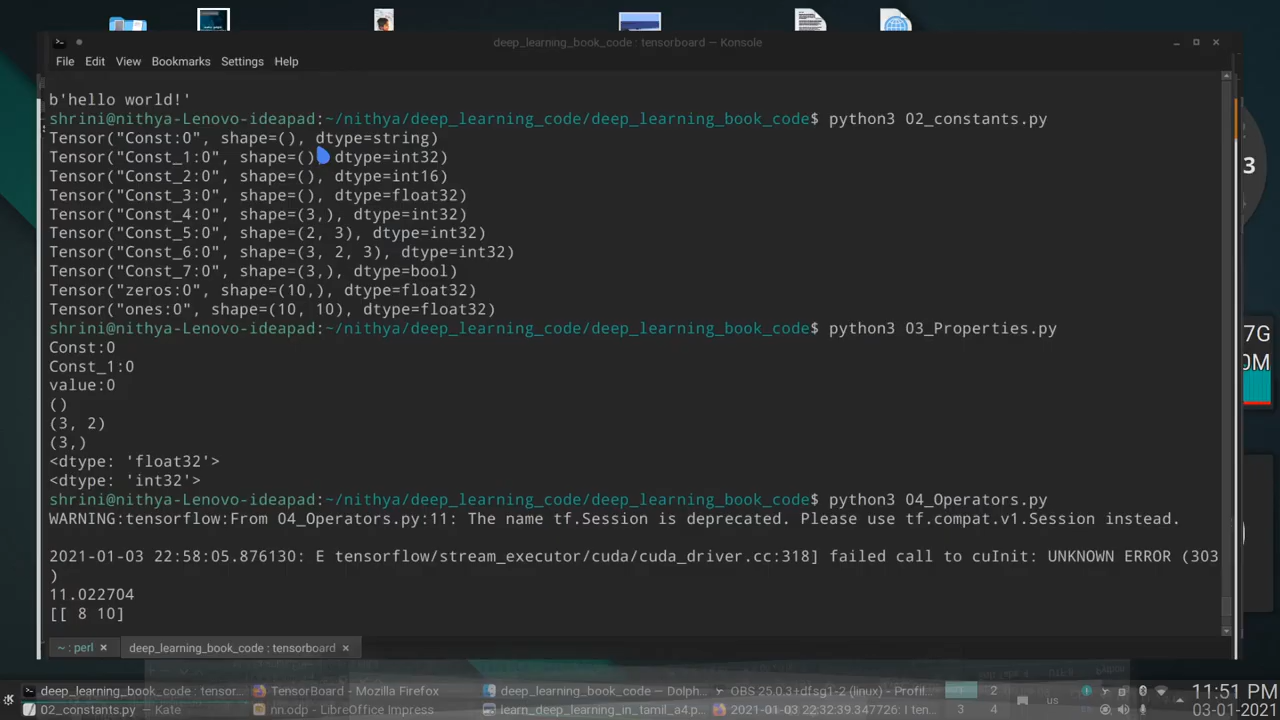 deep_learning_book_code : tensorboard — Konsole
File Edit View Bookmarks Settings Help
b'hello world!'
shrini@nithya-Lenovo-ideapad:~/nithya/deep_learning_code/deep_learning_book_code$ python3 02_constants.py
Tensor("Const:0", shape=(), dtype=string)
Tensor("Const_1:0", shape=(), dtype=int32)
Tensor("Const_2:0", shape=(), dtype=int16)
Tensor("Const_3:0", shape=(), dtype=float32)
Tensor("Const_4:0", shape=(3,), dtype=int32)
Tensor("Const_5:0", shape=(2, 3), dtype=int32)
Tensor("Const_6:0", shape=(3, 2, 3), dtype=int32)
Tensor("Const_7:0", shape=(3,), dtype=bool)
Tensor("zeros:0", shape=(10,), dtype=float32)
Tensor("ones:0", shape=(10, 10), dtype=float32)
shrini@nithya-Lenovo-ideapad:~/nithya/deep_learning_code/deep_learning_book_code$ python3 03_Properties.py
Const:0
Const_1:0
value:0
()
(3, 2)
(3,)
<dtype: 'float32'>
<dtype: 'int32'>
shrini@nithya-Lenovo-ideapad:~/nithya/deep_learning_code/deep_learning_book_code$ python3 04_Operators.py
WARNING:tensorflow:From 04_Operators.py:11: The name tf.Session is deprecated. Please use tf.compat.v1.Session instead.
2021-01-03 22:58:05.876130: E tensorflow/stream_executor/cuda/cuda_driver.cc:318] failed call to cuInit: UNKNOWN ERROR (303
)
11.022704
[[ 8 10]
~ : perl deep_learning_book_code : tensorboard
3
7G
0M
deep_learning_book_code : tensor... TensorBoard - Mozilla Firefox deep_learning_book_code — Dolph... OBS 25.0.3+dfsg1-2 (linux) - Profil... 2 11:51 PM
02_constants.py — Kate nn.odp - LibreOffice Impress learn_deep_learning_in_tamil_a4.p... 2021-01-03 22:32:39.347726: I ten... 3 4 us 03-01-2021